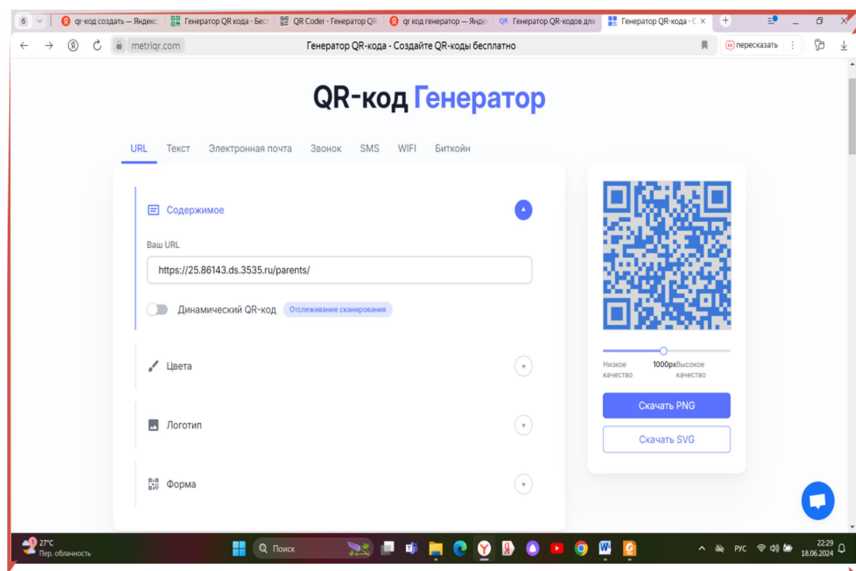 6
qr-код создать — Яндекс
Генератор QR кода - Бесп
QR Coder - Генератор QR
qr код генератор — Янде
Генератор QR-кодов для
Генератор QR-кода - С
metriqr.com
Генератор QR-кода - Создайте QR-коды бесплатно
пересказать
QR-код Генератор
URL Текст Электронная почта Звонок SMS WIFI Биткойн
Содержимое
Ваш URL
https://25.86143.ds.3535.ru/parents/
Динамический QR-код Отслеживание сканирования
Цвета
Логотип
Форма
Низкое качество
1000px
Высокое качество
Скачать PNG
Скачать SVG
27°C
Пер. облачность
Поиск
РУС
22:29
18.06.2024